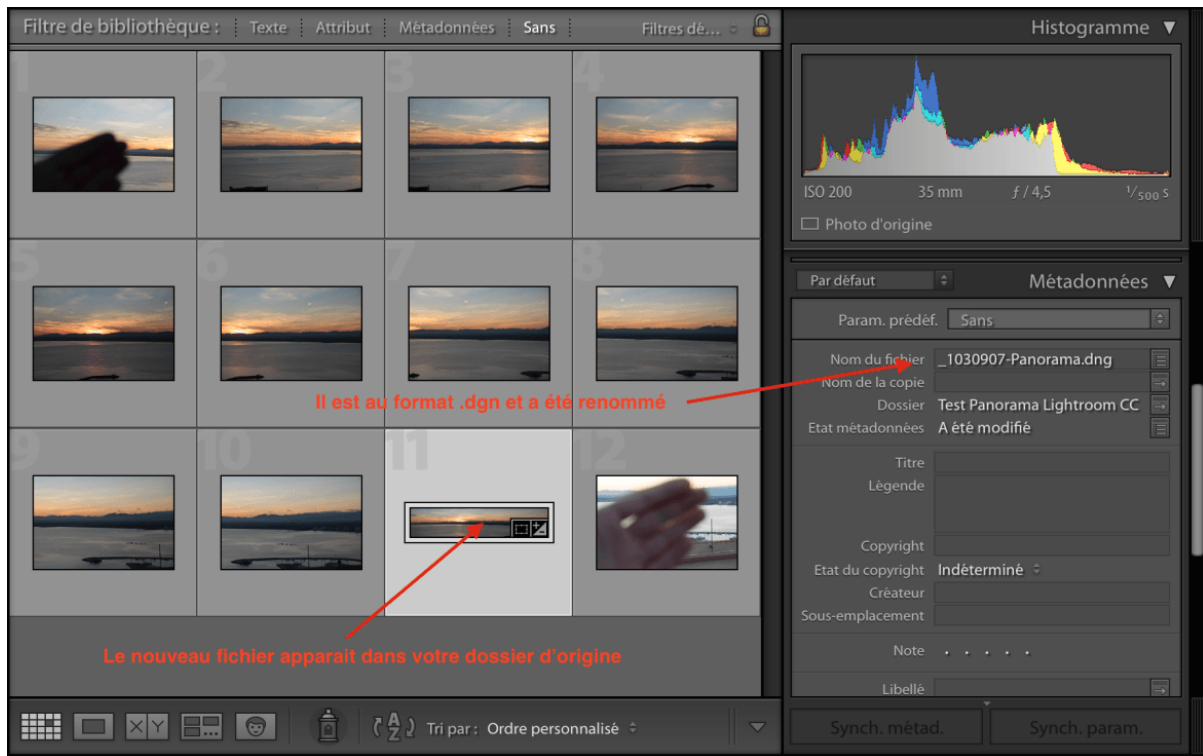 Filtre de bibliothèque : Texte Attribut Métadonnées Sans Filtres dé...
1 2 3 4
5 6 7 8
Il est au format .dgn et a été renommé
9 10 11 12
Le nouveau fichier apparait dans votre dossier d'origine
XY
AZ Tri par : Ordre personnalisé
Histogramme
ISO 200 35 mm ƒ / 4,5 1/500 s
Photo d'origine
Par défaut Métadonnées
Param. prédéf. Sans
Nom du fichier _1030907-Panorama.dng
Nom de la copie
Dossier Test Panorama Lightroom CC
Etat métadonnées A été modifié
Titre
Légende
Copyright
Etat du copyright Indéterminé
Créateur
Sous-emplacement
Note . . . . .
Libellé
Synch. métad. Synch. param.